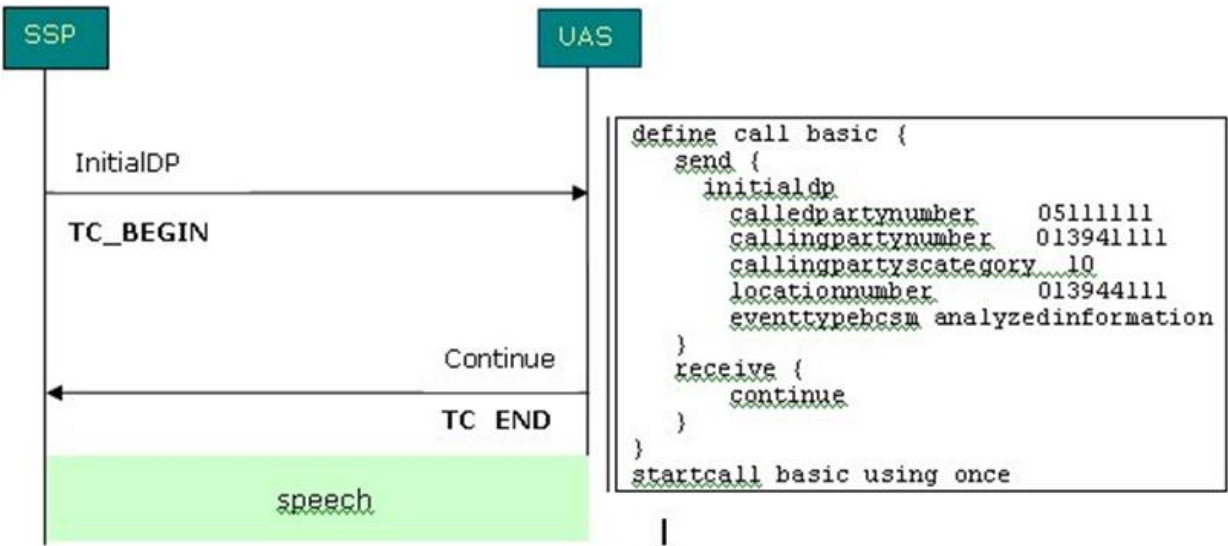 SSP
UAS
InitialDP
TC_BEGIN
Continue
TC END
speech
define call basic {
send {
initialdp
calledpartynumber 05111111
callingpartynumber 013941111
callingpartyscategory 10
locationnumber 013944111
eventtypebcsm analyzedinformation
}
receive {
continue
}
}
startcall basic using once